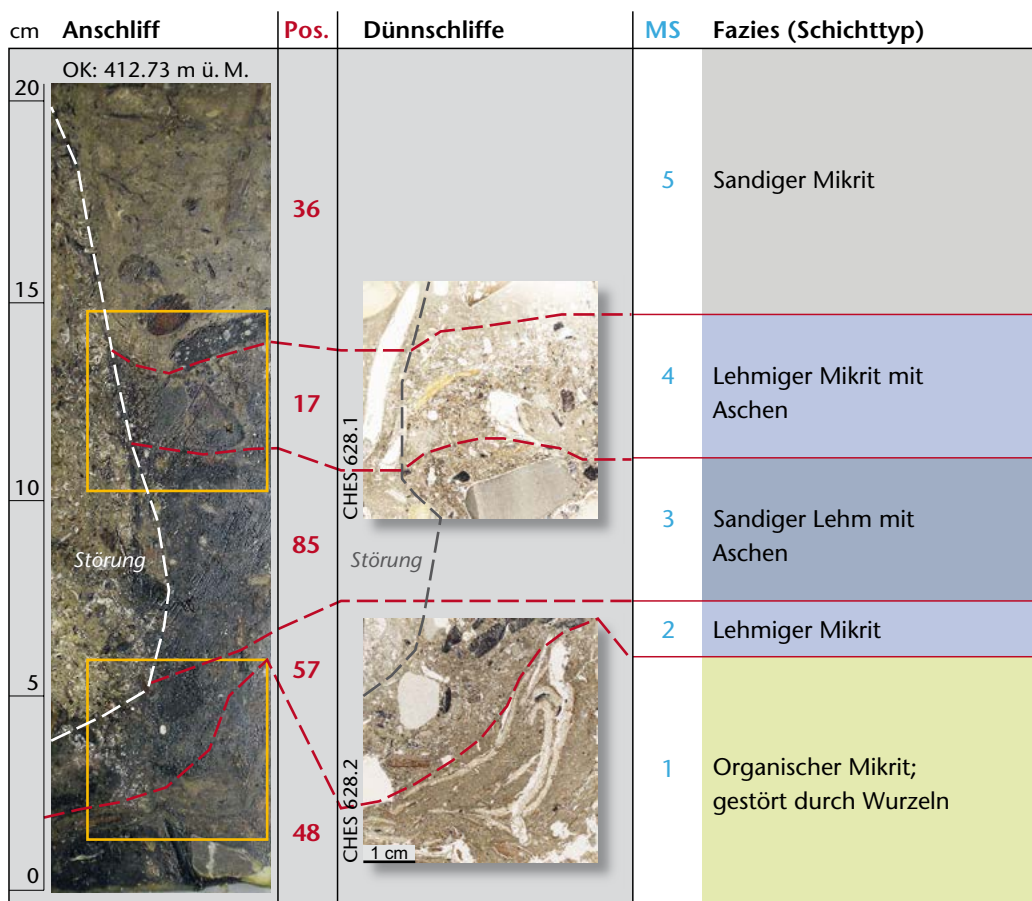 cm Anschliff Pos. Dünnschliffe MS Fazies (Schichttyp)
OK: 412.73 m ü. M.
20
36
5 Sandiger Mikrit
15
17
CHES 628.1
4 Lehmiger Mikrit mit
Aschen
10
85
3 Sandiger Lehm mit
Aschen
Störung
Störung
2 Lehmiger Mikrit
57
5
CHES 628.2
1 Organischer Mikrit;
gestört durch Wurzeln
48
1 cm
0